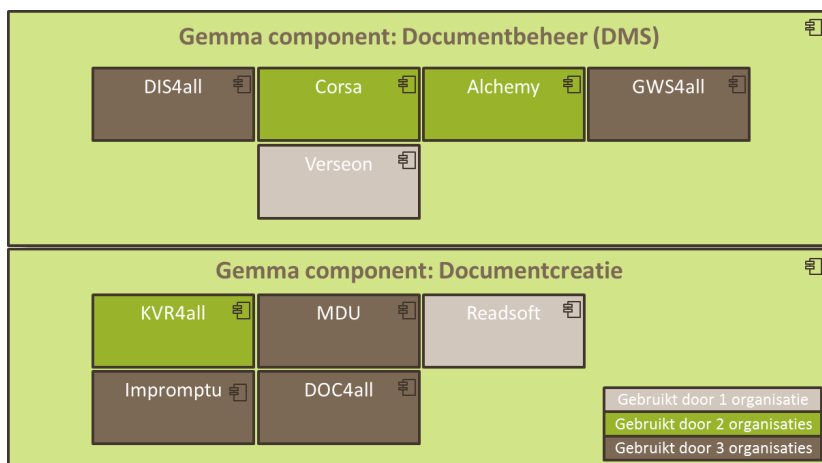 Gemma component: Documentbeheer (DMS)
DIS4all
Corsa
Alchemy
GWS4all
Verseon
Gemma component: Documentcreatie
KVR4all
MDU
Readsoft
Impromptu
DOC4all
Gebruikt door 1 organisatie
Gebruikt door 2 organisaties
Gebruikt door 3 organisaties